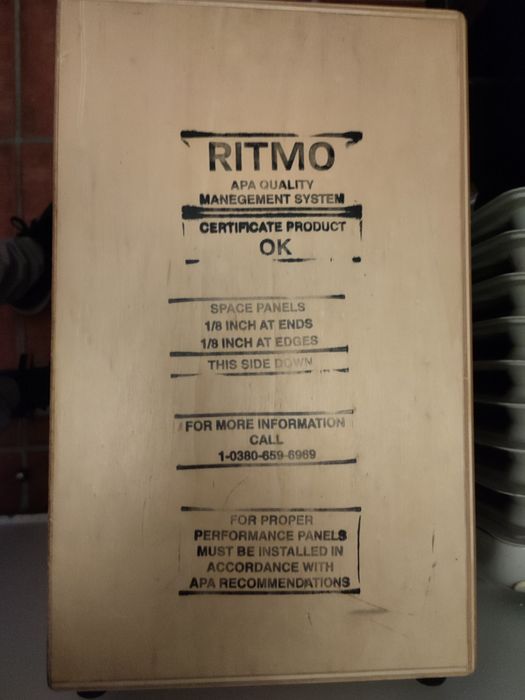 RITMO
APA QUALITY
MANEGEMENT SYSTEM
CERTIFICATE PRODUCT
OK
SPACE PANELS
1/8 INCH AT ENDS
1/8 INCH AT EDGES
THIS SIDE DOWN
FOR MORE INFORMATION
CALL
1-0380-659-6969
FOR PROPER
PERFORMANCE PANELS
MUST BE INSTALLED IN
ACCORDANCE WITH
APA RECOMMENDATIONS